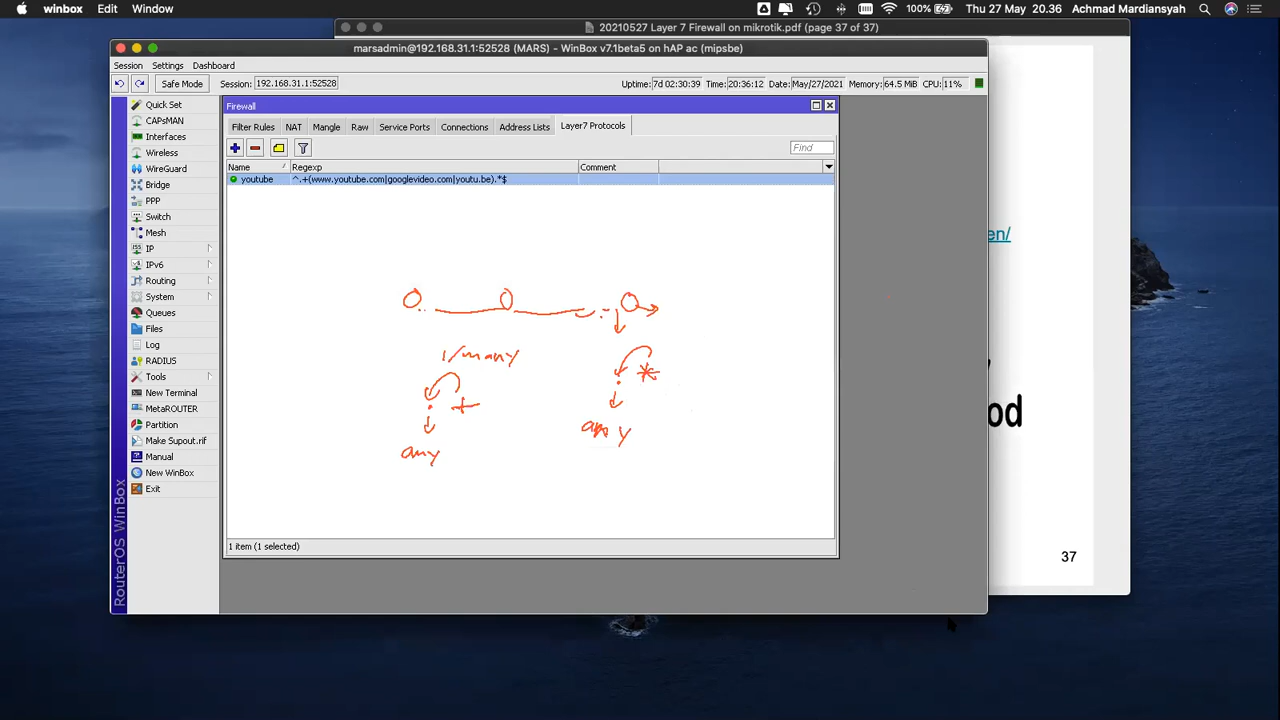 winbox Edit Window 100% Thu 27 May 20.36 Achmad Mardiansyah
20210527 Layer 7 Firewall on mikrotik.pdf (page 37 of 37)
marsadmin@192.168.31.1:52528 (MARS) - WinBox v7.1beta5 on hAP ac (mipsbe)
Session Settings Dashboard
Safe Mode Session: 192.168.31.1:52528 Uptime: 7d 02:30:39 Time: 20:36:12 Date: May/27/2021 Memory: 64.5 MiB CPU: 11%
Quick Set
CAPsMAN
Interfaces
Wireless
WireGuard
Bridge
PPP
Switch
Mesh
IP
IPv6
Routing
System
Queues
Files
Log
RADIUS
Tools
New Terminal
MetaROUTER
Partition
Make Supout.rif
Manual
New WinBox
Exit
RouterOS WinBox
Firewall
Filter Rules NAT Mangle Raw Service Ports Connections Address Lists Layer7 Protocols
Find
Name Regexp Comment
youtube ^.+(www.youtube.com|googlevideo.com|youtu.be).*$
1/many
+
any
*
any
1 item (1 selected)
en/
od
37